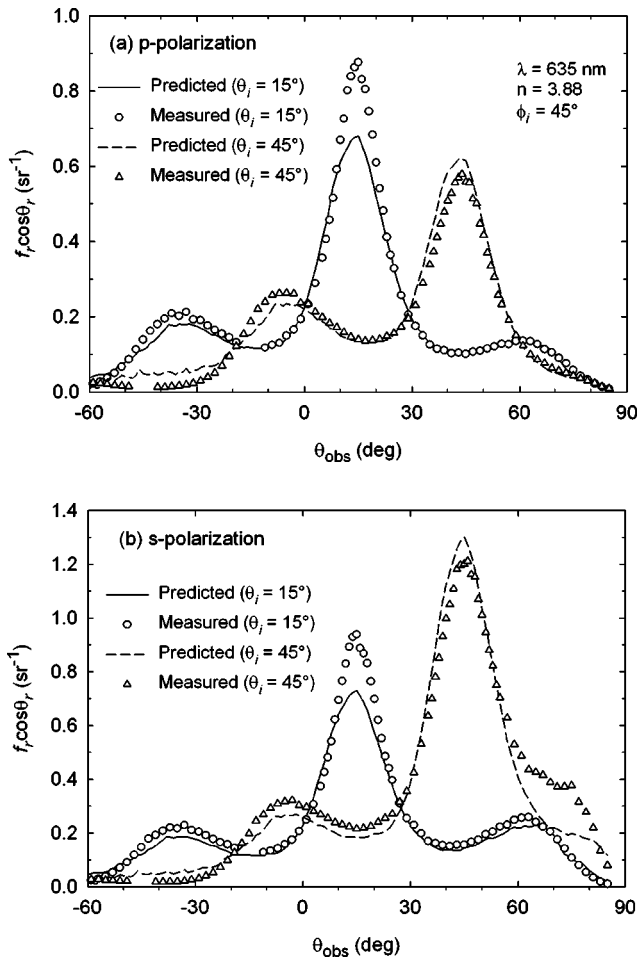 (a) p-polarization
Predicted (θi = 15°)
Measured (θi = 15°)
Predicted (θi = 45°)
Measured (θi = 45°)
λ = 635 nm
n = 3.88
ϕi = 45°
1.0
0.8
0.6
0.4
0.2
0.0
fr cosθr (sr-1)
-60 -30 0 30 60 90
θobs (deg)
(b) s-polarization
Predicted (θi = 15°)
Measured (θi = 15°)
Predicted (θi = 45°)
Measured (θi = 45°)
1.4
1.2
1.0
0.8
0.6
0.4
0.2
0.0
fr cosθr (sr-1)
-60 -30 0 30 60 90
θobs (deg)